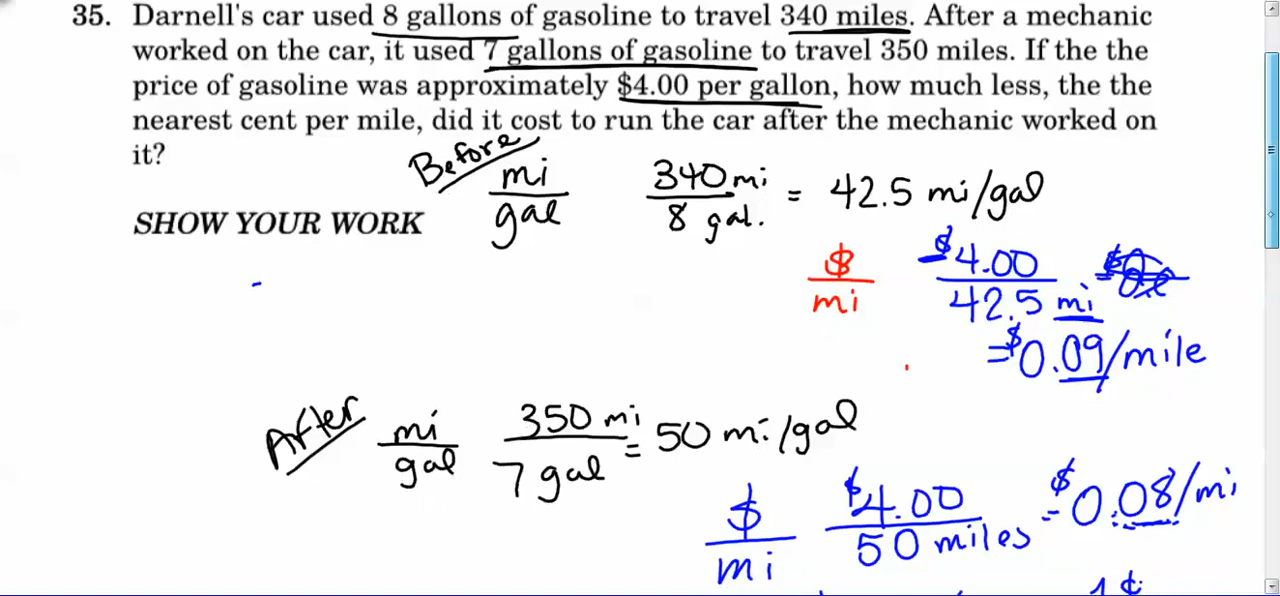 35. Darnell's car used 8 gallons of gasoline to travel 340 miles. After a mechanic
worked on the car, it used 7 gallons of gasoline to travel 350 miles. If the the
price of gasoline was approximately $4.00 per gallon, how much less, the the
nearest cent per mile, did it cost to run the car after the mechanic worked on
it?
Before mi/gal 340 mi/8 gal. = 42.5 mi/gal
SHOW YOUR WORK
$/mi $4.00/42.5 mi
= $0.09/mile
After mi/gal 350 mi/7 gal = 50 mi/gal
$/mi $4.00/50 miles = $0.08/mi
1¢